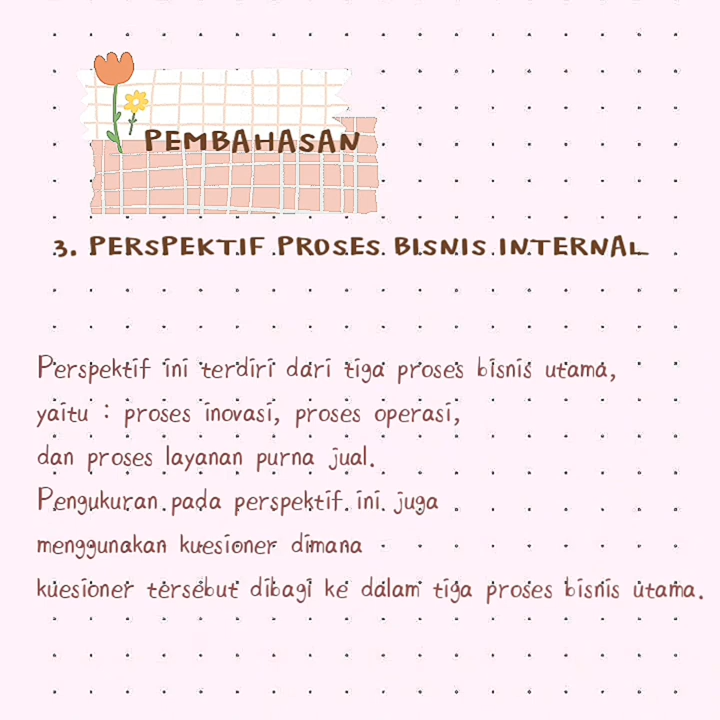 PEMBAHASAN
3. PERSPEKTIF PROSES BISNIS INTERNAL
Perspektif ini terdiri dari tiga proses bisnis utama,
yaitu : proses inovasi, proses operasi,
dan proses layanan purna jual.
Pengukuran pada perspektif ini juga
menggunakan kuesioner dimana
kuesioner tersebut dibagi ke dalam tiga proses bisnis utama.